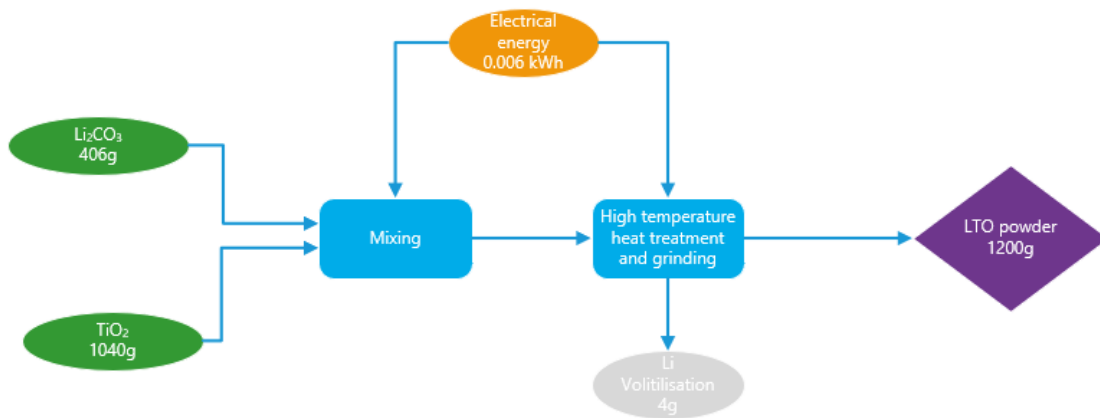 Electrical
energy
0.006 kWh
Li₂CO₃
406g
Mixing
High temperature
heat treatment
and grinding
LTO powder
1200g
TiO₂
1040g
Li
Volitilisation
4g